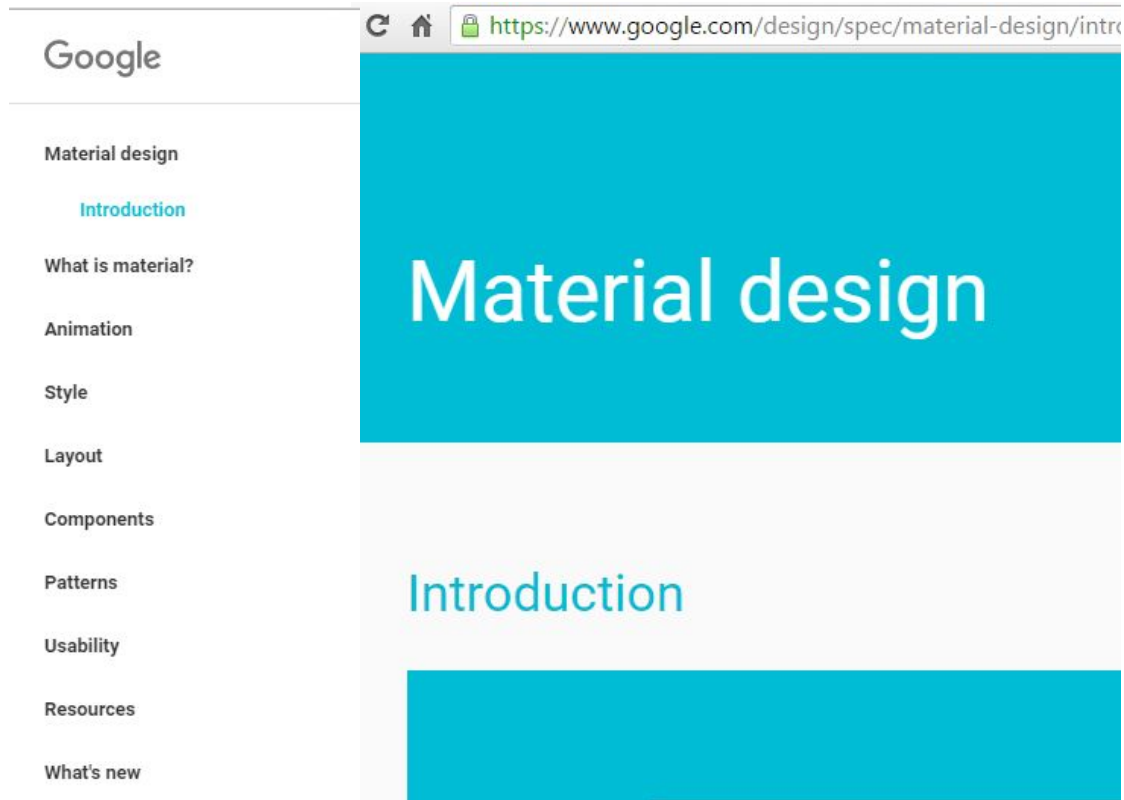 Google
Material design
Introduction
What is material?
Animation
Style
Layout
Components
Patterns
Usability
Resources
What's new
https://www.google.com/design/spec/material-design/intro
Material design
Introduction